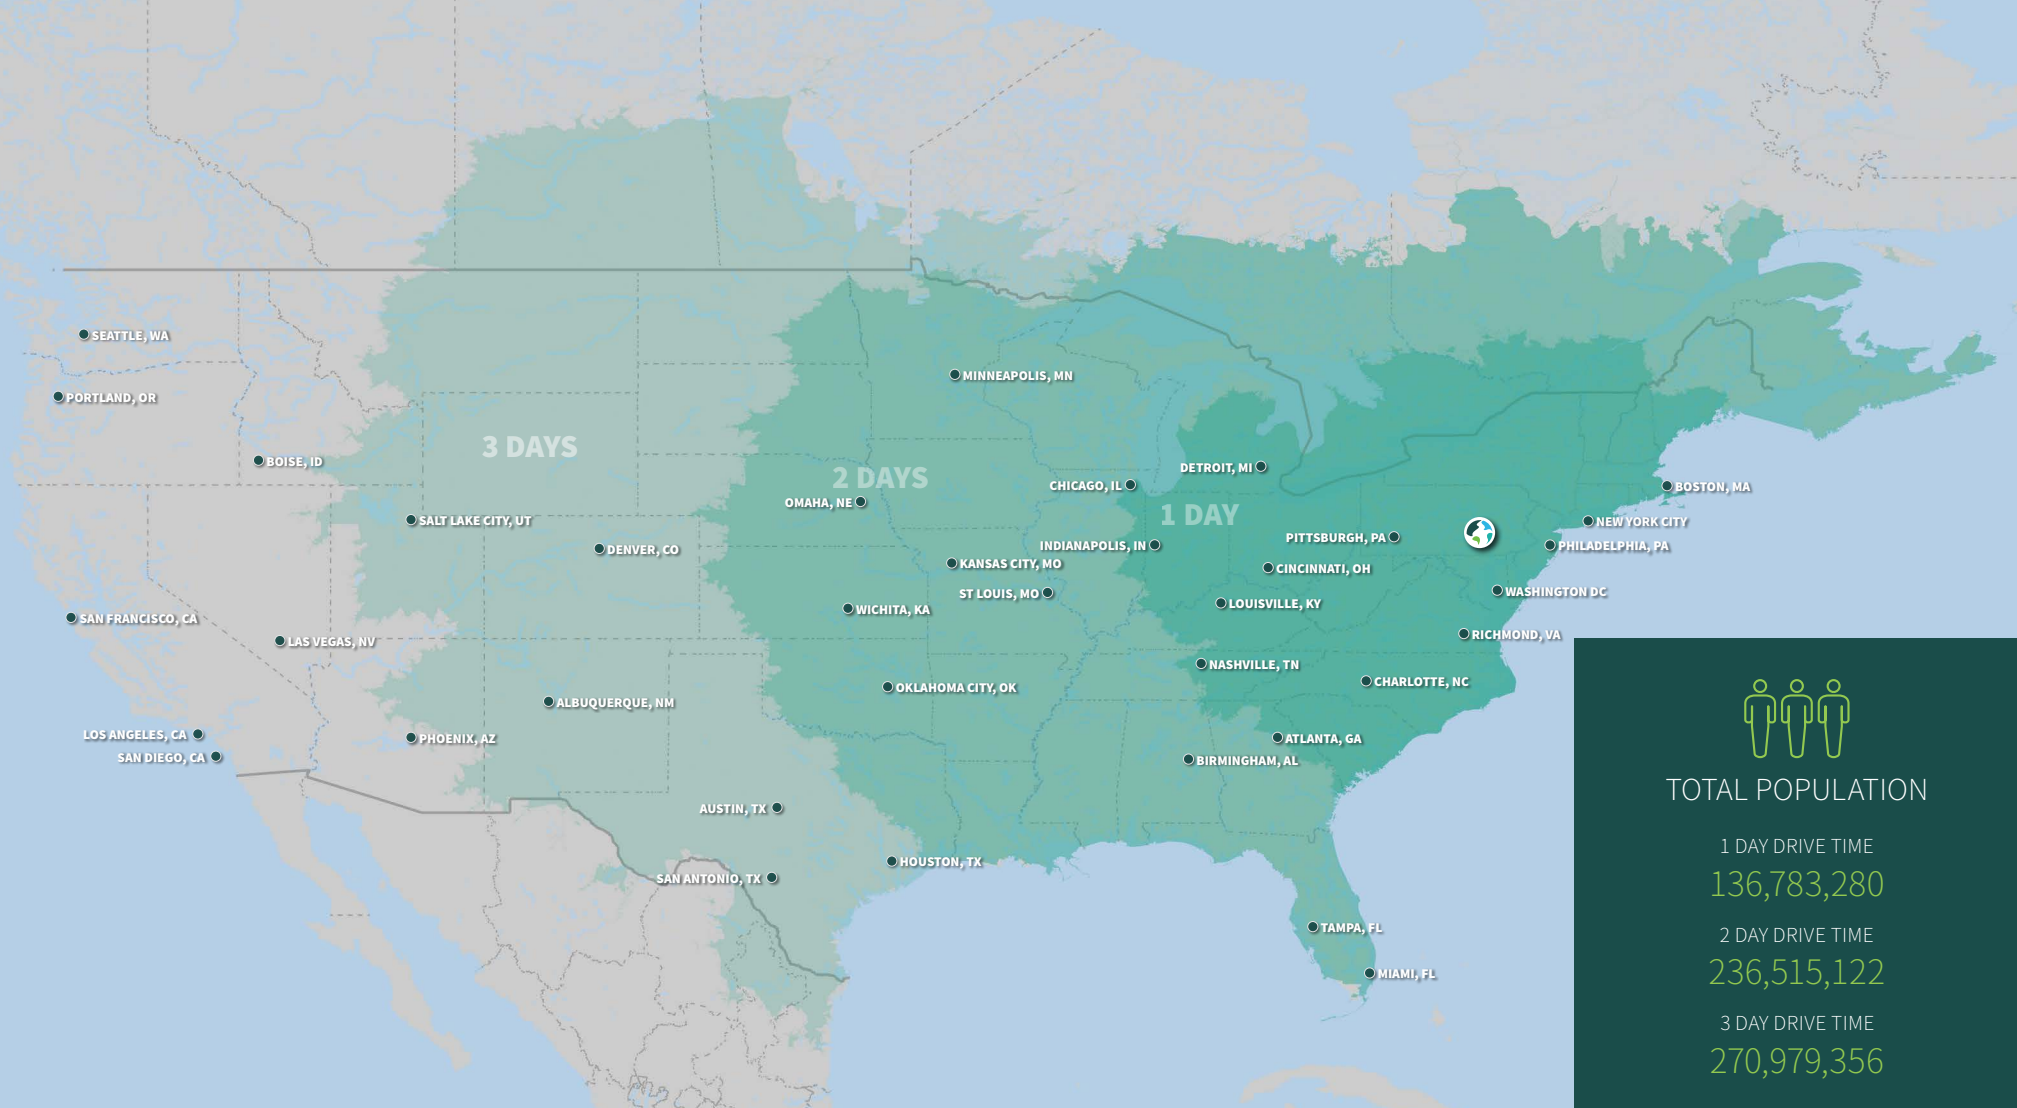 SEATTLE, WA
MINNEAPOLIS, MN
PORTLAND, OR
3 DAYS
BOISE, ID
DETROIT, MI
2 DAYS
CHICAGO, IL
BOSTON, MA
OMAHA, NE
1 DAY
SALT LAKE CITY, UT
NEW YORK CITY
PITTSBURGH, PA
INDIANAPOLIS, IN
PHILADELPHIA, PA
DENVER, CO
KANSAS CITY, MO
CINCINNATI, OH
ST LOUIS, MO
WASHINGTON DC
LOUISVILLE, KY
WICHITA, KA
SAN FRANCISCO, CA
RICHMOND, VA
LAS VEGAS, NV
NASHVILLE, TN
CHARLOTTE, NC
OKLAHOMA CITY, OK
ALBUQUERQUE, NM
LOS ANGELES, CA
PHOENIX, AZ
ATLANTA, GA
SAN DIEGO, CA
BIRMINGHAM, AL
AUSTIN, TX
HOUSTON, TX
SAN ANTONIO, TX
TAMPA, FL
MIAMI, FL
TOTAL POPULATION
1 DAY DRIVE TIME
136,783,280
2 DAY DRIVE TIME
236,515,122
3 DAY DRIVE TIME
270,979,356